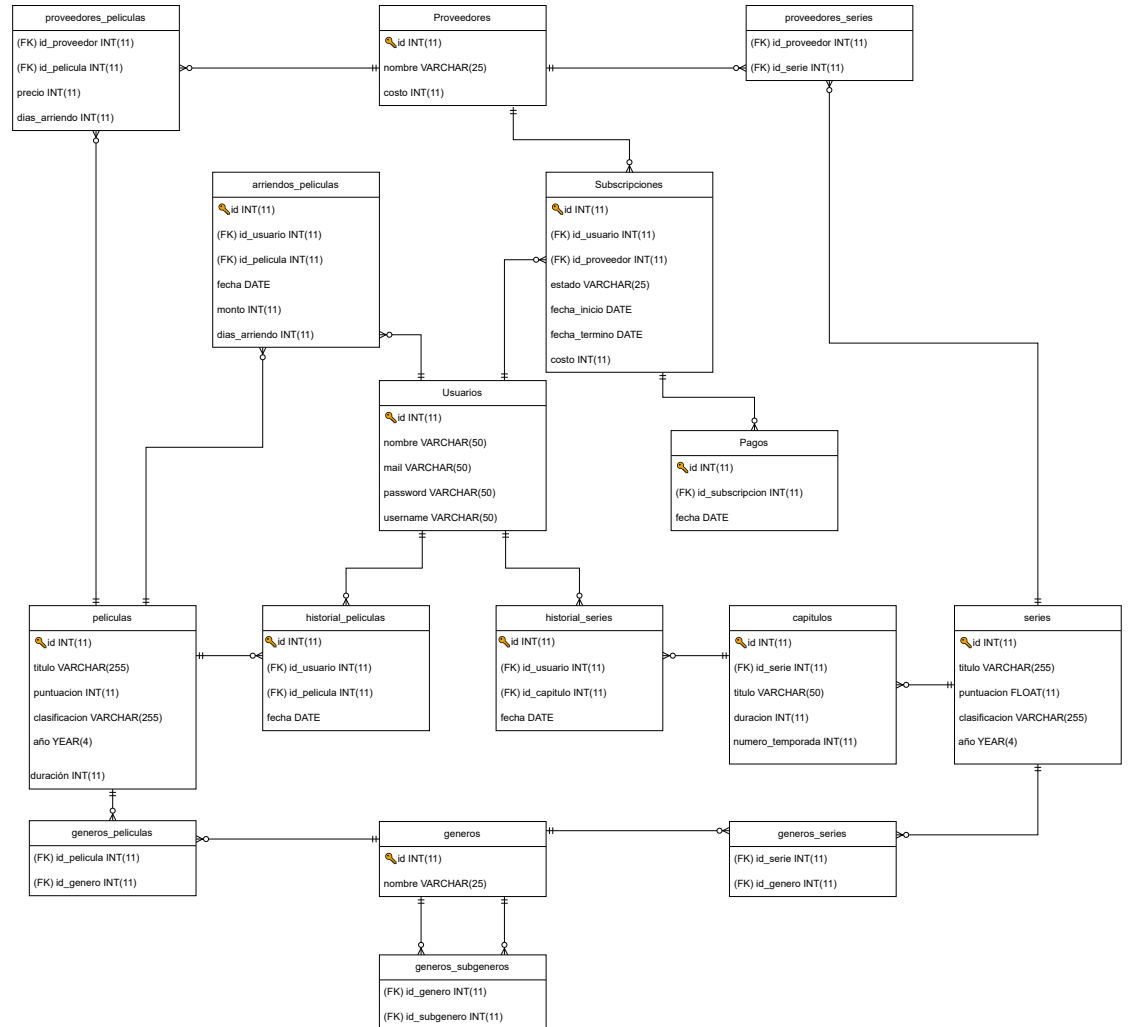 proveedores_peliculas
(FK) id_proveedor INT(11)
(FK) id_pelicula INT(11)
precio INT(11)
dias_arriendo INT(11)
Proveedores
id INT(11)
nombre VARCHAR(25)
costo INT(11)
proveedores_series
(FK) id_proveedor INT(11)
(FK) id_serie INT(11)
arriendos_peliculas
id INT(11)
(FK) id_usuario INT(11)
(FK) id_pelicula INT(11)
fecha DATE
monto INT(11)
dias_arriendo INT(11)
Subscripciones
id INT(11)
(FK) id_usuario INT(11)
(FK) id_proveedor INT(11)
estado VARCHAR(25)
fecha_inicio DATE
fecha_termino DATE
costo INT(11)
Usuarios
id INT(11)
nombre VARCHAR(50)
mail VARCHAR(50)
password VARCHAR(50)
username VARCHAR(50)
Pagos
id INT(11)
(FK) id_subscripcion INT(11)
fecha DATE
peliculas
id INT(11)
titulo VARCHAR(255)
puntuacion INT(11)
clasificacion VARCHAR(255)
año YEAR(4)
duración INT(11)
historial_peliculas
id INT(11)
(FK) id_usuario INT(11)
(FK) id_pelicula INT(11)
fecha DATE
historial_series
id INT(11)
(FK) id_usuario INT(11)
(FK) id_capitulo INT(11)
fecha DATE
capitulos
id INT(11)
(FK) id_serie INT(11)
titulo VARCHAR(50)
duracion INT(11)
numero_temporada INT(11)
series
id INT(11)
titulo VARCHAR(255)
puntuacion FLOAT(11)
clasificacion VARCHAR(255)
año YEAR(4)
generos_peliculas
(FK) id_pelicula INT(11)
(FK) id_genero INT(11)
generos
id INT(11)
nombre VARCHAR(25)
generos_series
(FK) id_serie INT(11)
(FK) id_genero INT(11)
generos_subgeneros
(FK) id_genero INT(11)
(FK) id_subgenero INT(11)